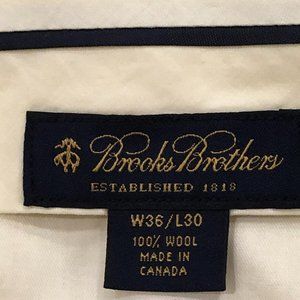 Brooks Brothers
ESTABLISHED 1818
W36/L30
100% WOOL
MADE IN
CANADA